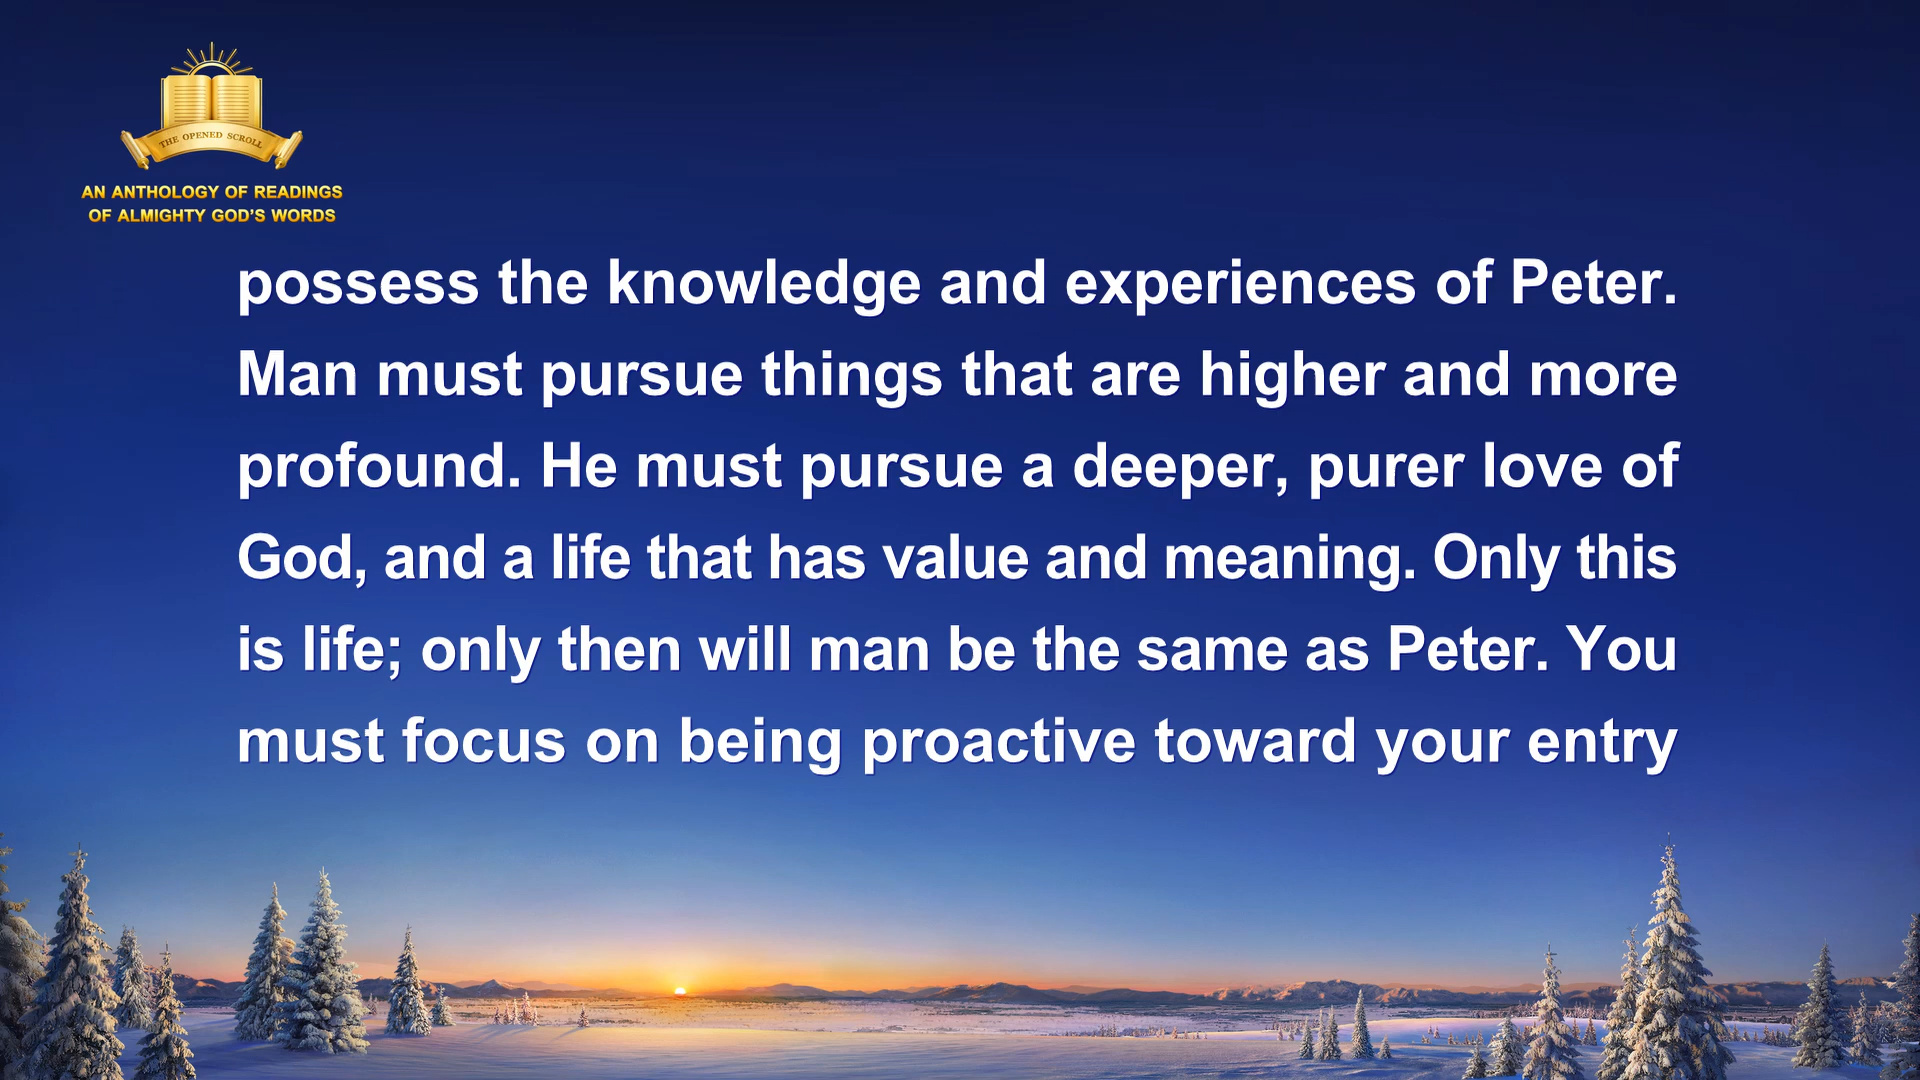 THE OPENED SCROLL
AN ANTHOLOGY OF READINGS
OF ALMIGHTY GOD'S WORDS
possess the knowledge and experiences of Peter.
Man must pursue things that are higher and more
profound. He must pursue a deeper, purer love of
God, and a life that has value and meaning. Only this
is life; only then will man be the same as Peter. You
must focus on being proactive toward your entry